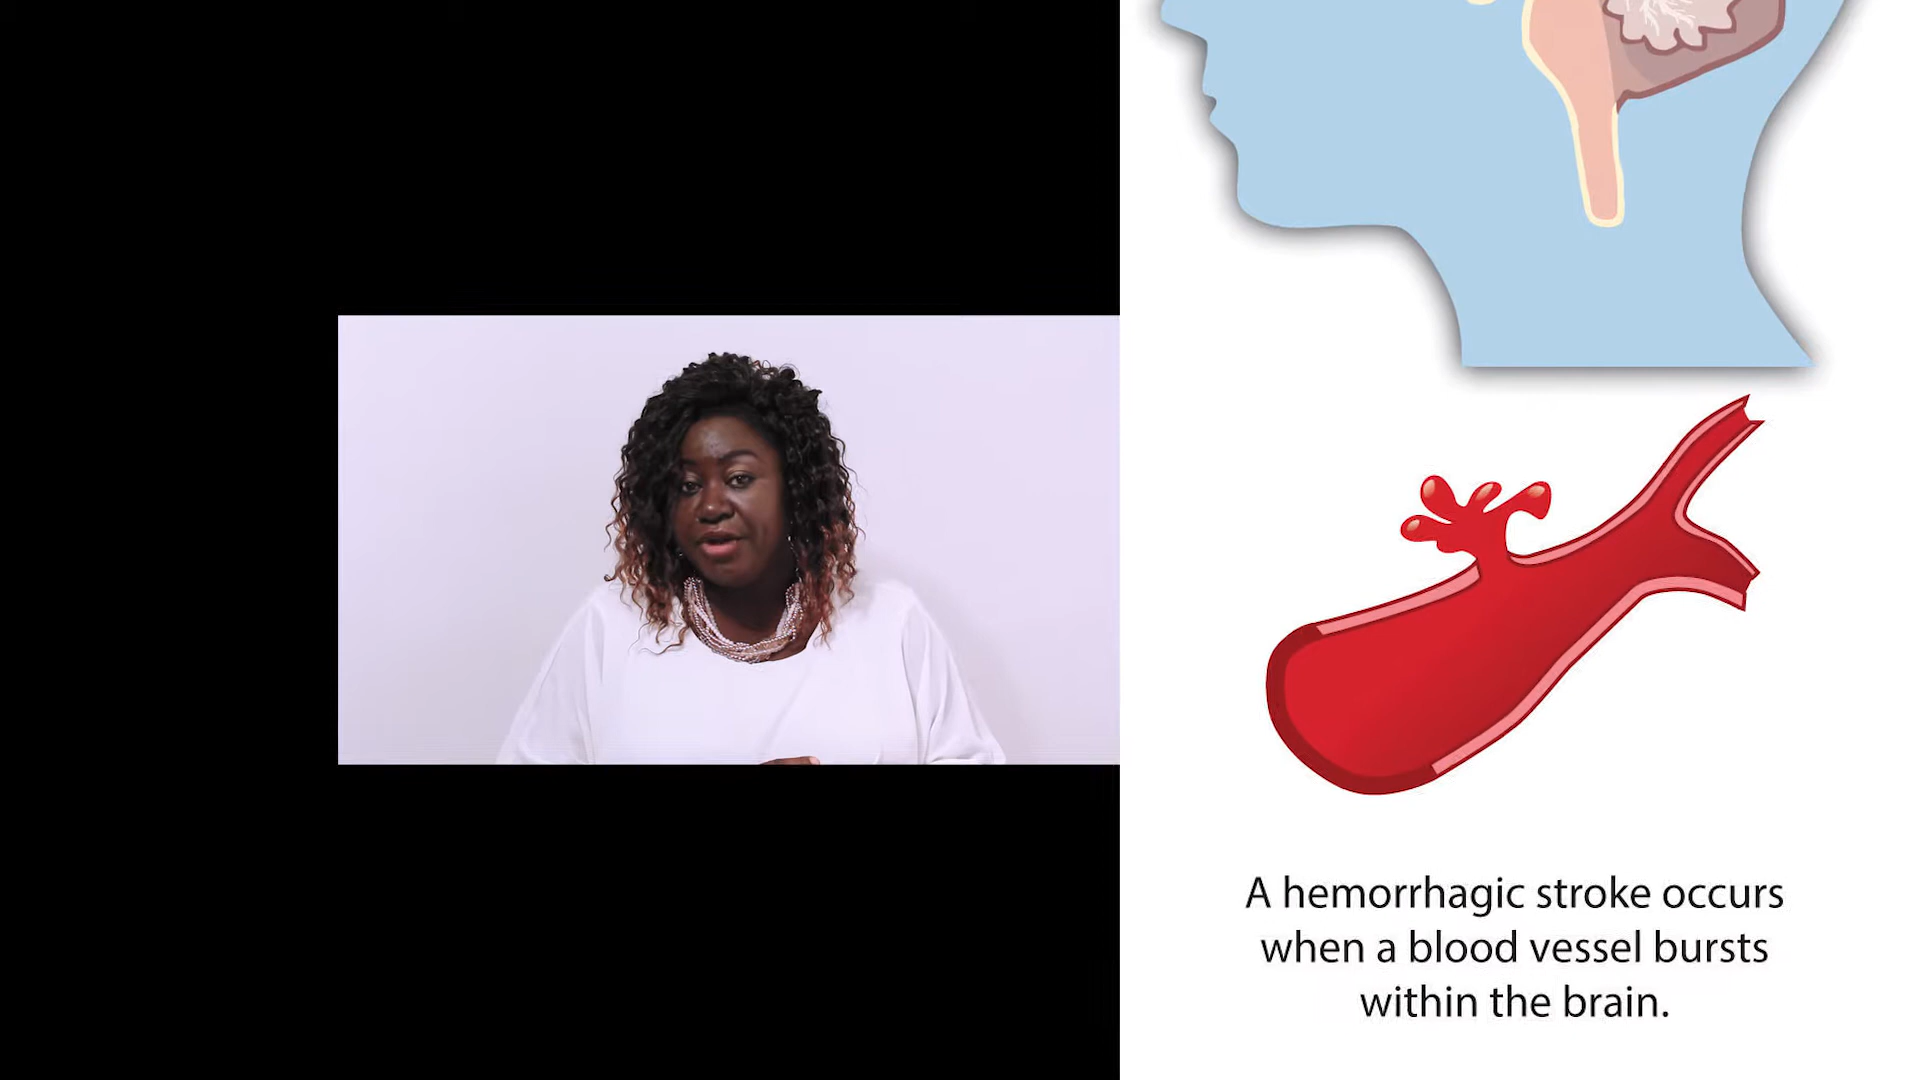 A hemorrhagic stroke occurs
when a blood vessel bursts
within the brain.